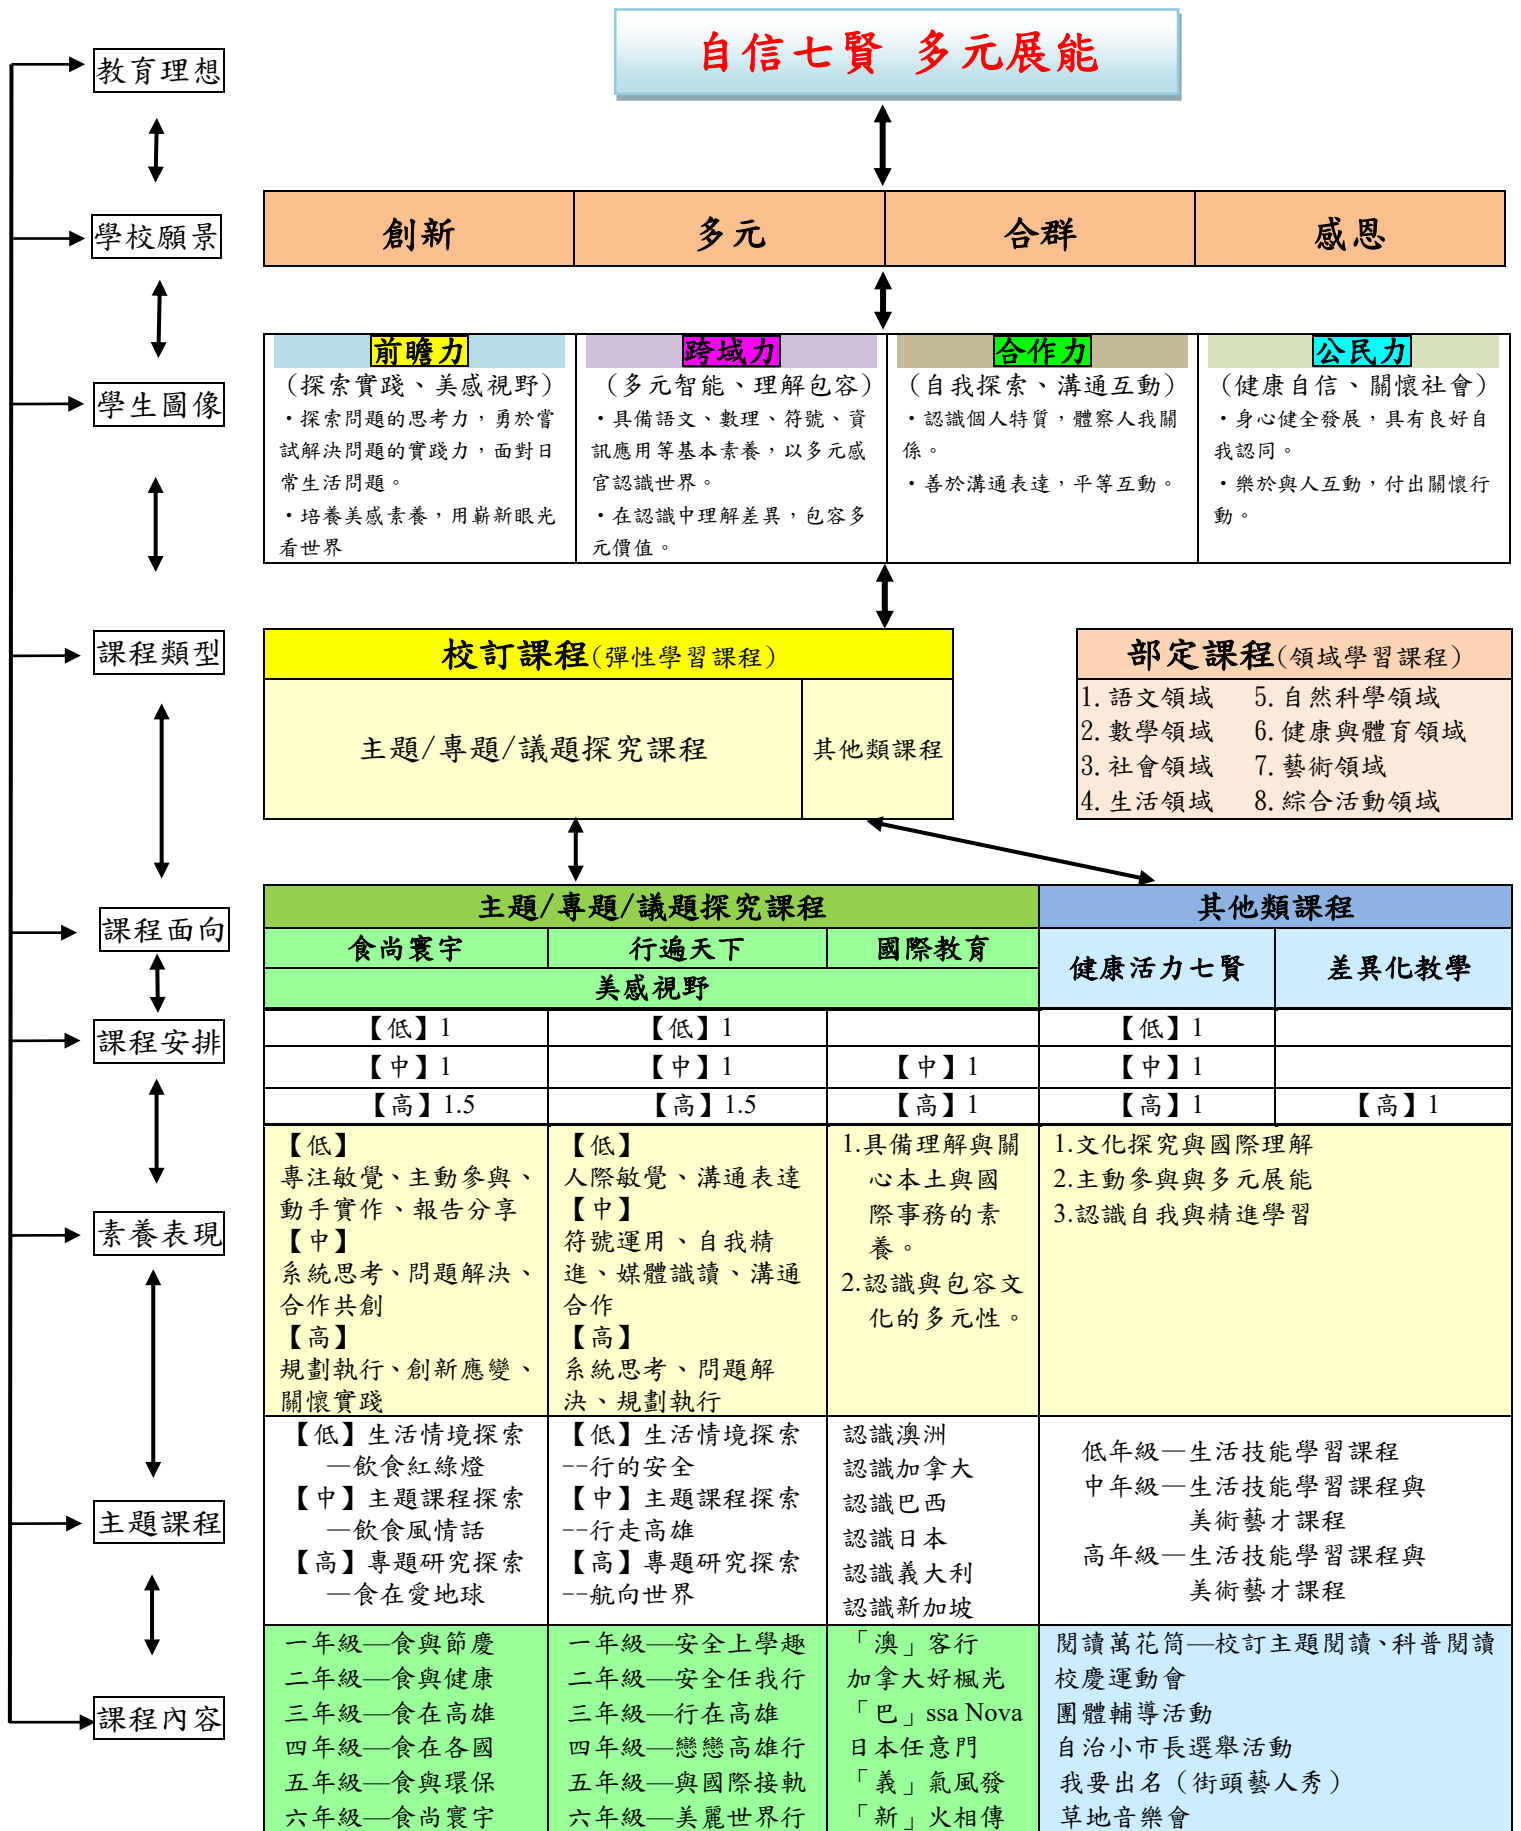 自信七賢 多元展能
教育理想
學校願景
創新
多元
合群
感恩
學生圖像
前瞻力
(探索實踐、美感視野)
・探索問題的思考力，勇於嘗
試解決問題的實踐力，面對日
常生活問題。
・培養美感素養，用嶄新眼光
看世界
跨域力
(多元智能、理解包容)
・具備語文、數理、符號、資
訊應用等基本素養，以多元感
官認識世界。
・在認識中理解差異，包容多
元價值。
合作力
(自我探索、溝通互動)
・認識個人特質，體察人我關
係。
・善於溝通表達，平等互動。
公民力
(健康自信、關懷社會)
・身心健全發展，具有良好自
我認同。
・樂於與人互動，付出關懷行
動。
課程類型
校訂課程(彈性學習課程)
主題/專題/議題探究課程
其他類課程
部定課程(領域學習課程)
1.語文領域 5.自然科學領域
2.數學領域 6.健康與體育領域
3.社會領域 7.藝術領域
4.生活領域 8.綜合活動領域
課程面向
主題/專題/議題探究課程
其他類課程
食尚寰宇
行遍天下
國際教育
美感視野
健康活力七賢
差異化教學
課程安排
【低】1
【低】1
【低】1
【中】1
【中】1
【中】1
【中】1
【高】1.5
【高】1.5
【高】1
【高】1
【高】1
素養表現
【低】
專注敏覺、主動參與、
動手實作、報告分享
【中】
系統思考、問題解決、
合作共創
【高】
規劃執行、創新應變、
關懷實踐
【低】
人際敏覺、溝通表達
【中】
符號運用、自我精
進、媒體識讀、溝通
合作
【高】
系統思考、問題解
決、規劃執行
1.具備理解與關
心本土與國
際事務的素
養。
2.認識與包容文
化的多元性。
1.文化探究與國際理解
2.主動參與與多元展能
3.認識自我與精進學習
主題課程
【低】生活情境探索
—飲食紅綠燈
【中】主題課程探索
—飲食風情話
【高】專題研究探索
—食在愛地球
【低】生活情境探索
--行的安全
【中】主題課程探索
--行走高雄
【高】專題研究探索
--航向世界
認識澳洲
認識加拿大
認識巴西
認識日本
認識義大利
認識新加坡
低年級—生活技能學習課程
中年級—生活技能學習課程與
美術藝才課程
高年級—生活技能學習課程與
美術藝才課程
課程內容
一年級—食與節慶
二年級—食與健康
三年級—食在高雄
四年級—食在各國
五年級—食與環保
六年級—食尚寰宇
一年級—安全上學趣
二年級—安全任我行
三年級—行在高雄
四年級—戀戀高雄行
五年級—與國際接軌
六年級—美麗世界行
「澳」客行
加拿大好楓光
「巴」ssa Nova
日本任意門
「義」氣風發
「新」火相傳
閱讀萬花筒—校訂主題閱讀、科普閱讀
校慶運動會
團體輔導活動
自治小市長選舉活動
我要出名（街頭藝人秀）
草地音樂會